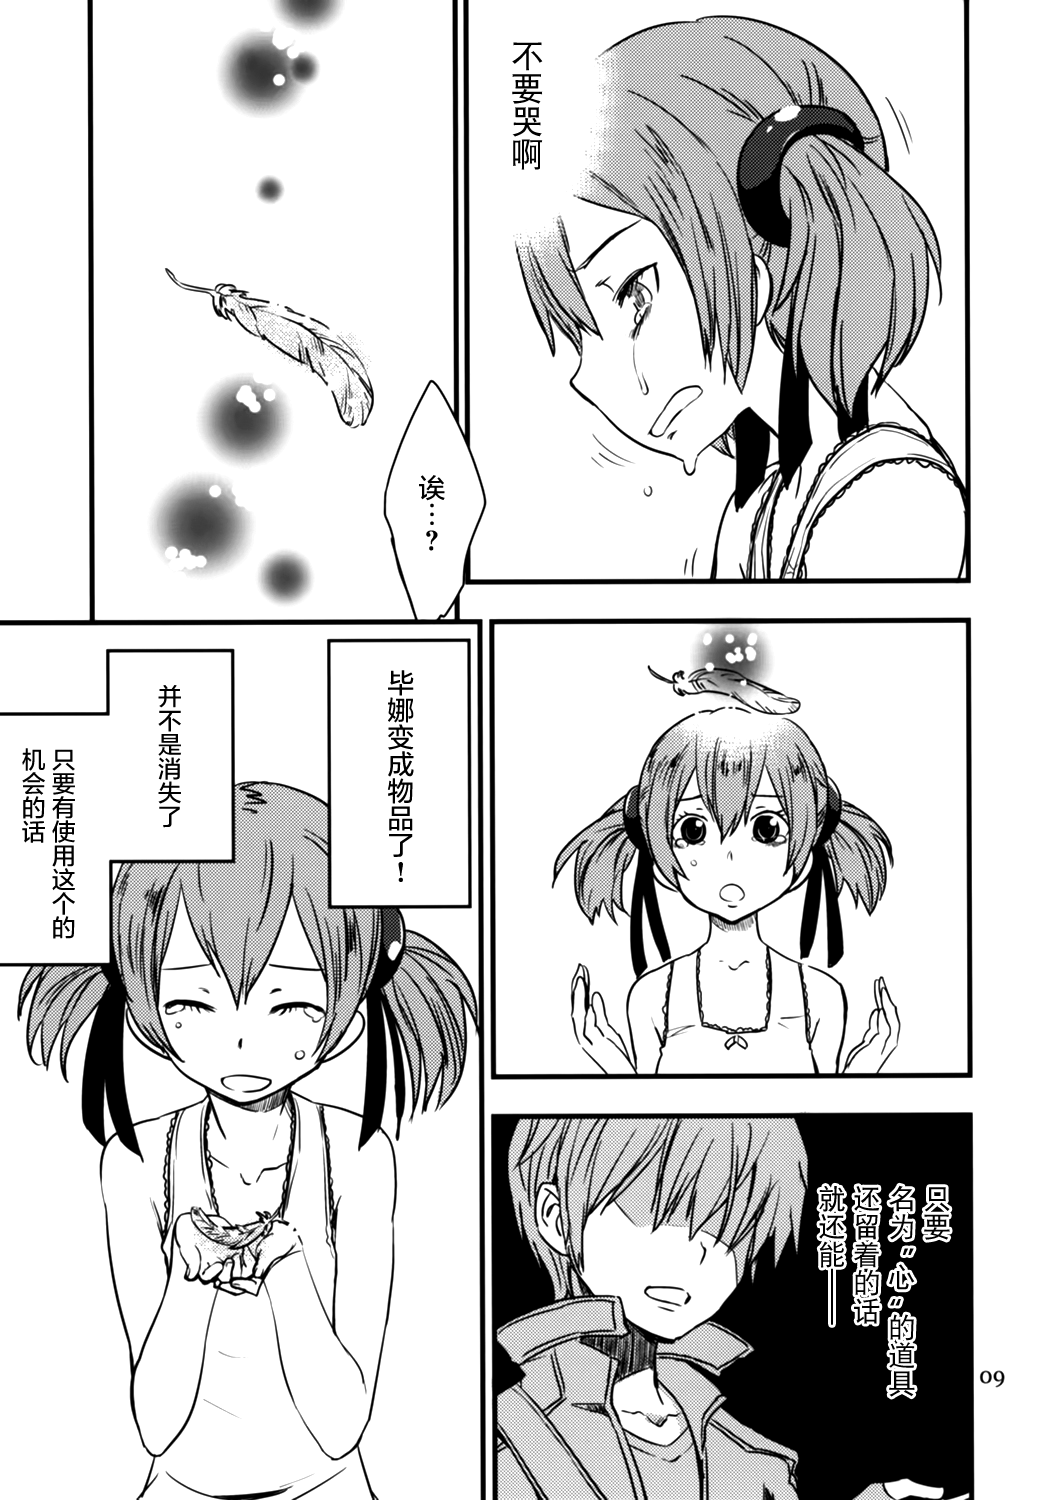 不要哭啊
诶…?
毕娜变成物品了!
并不是消失了
只要有使用这个的
机会的话
只要
名为“心”的道具
还留着的话
就还能——
09